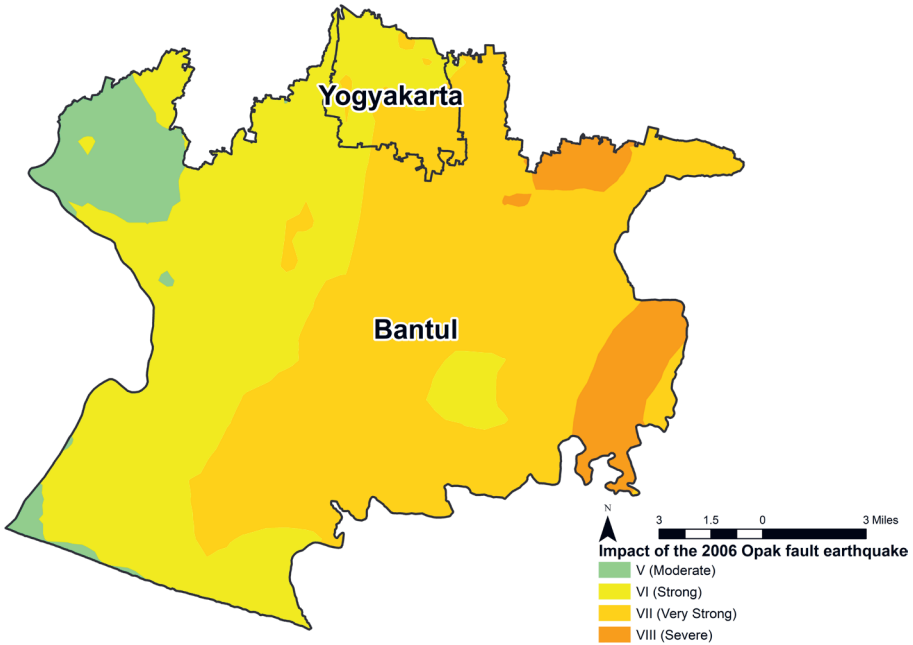 Yogyakarta
Bantul
N
3 1.5 0 3 Miles
Impact of the 2006 Opak fault earthquake
V (Moderate)
VI (Strong)
VII (Very Strong)
VIII (Severe)